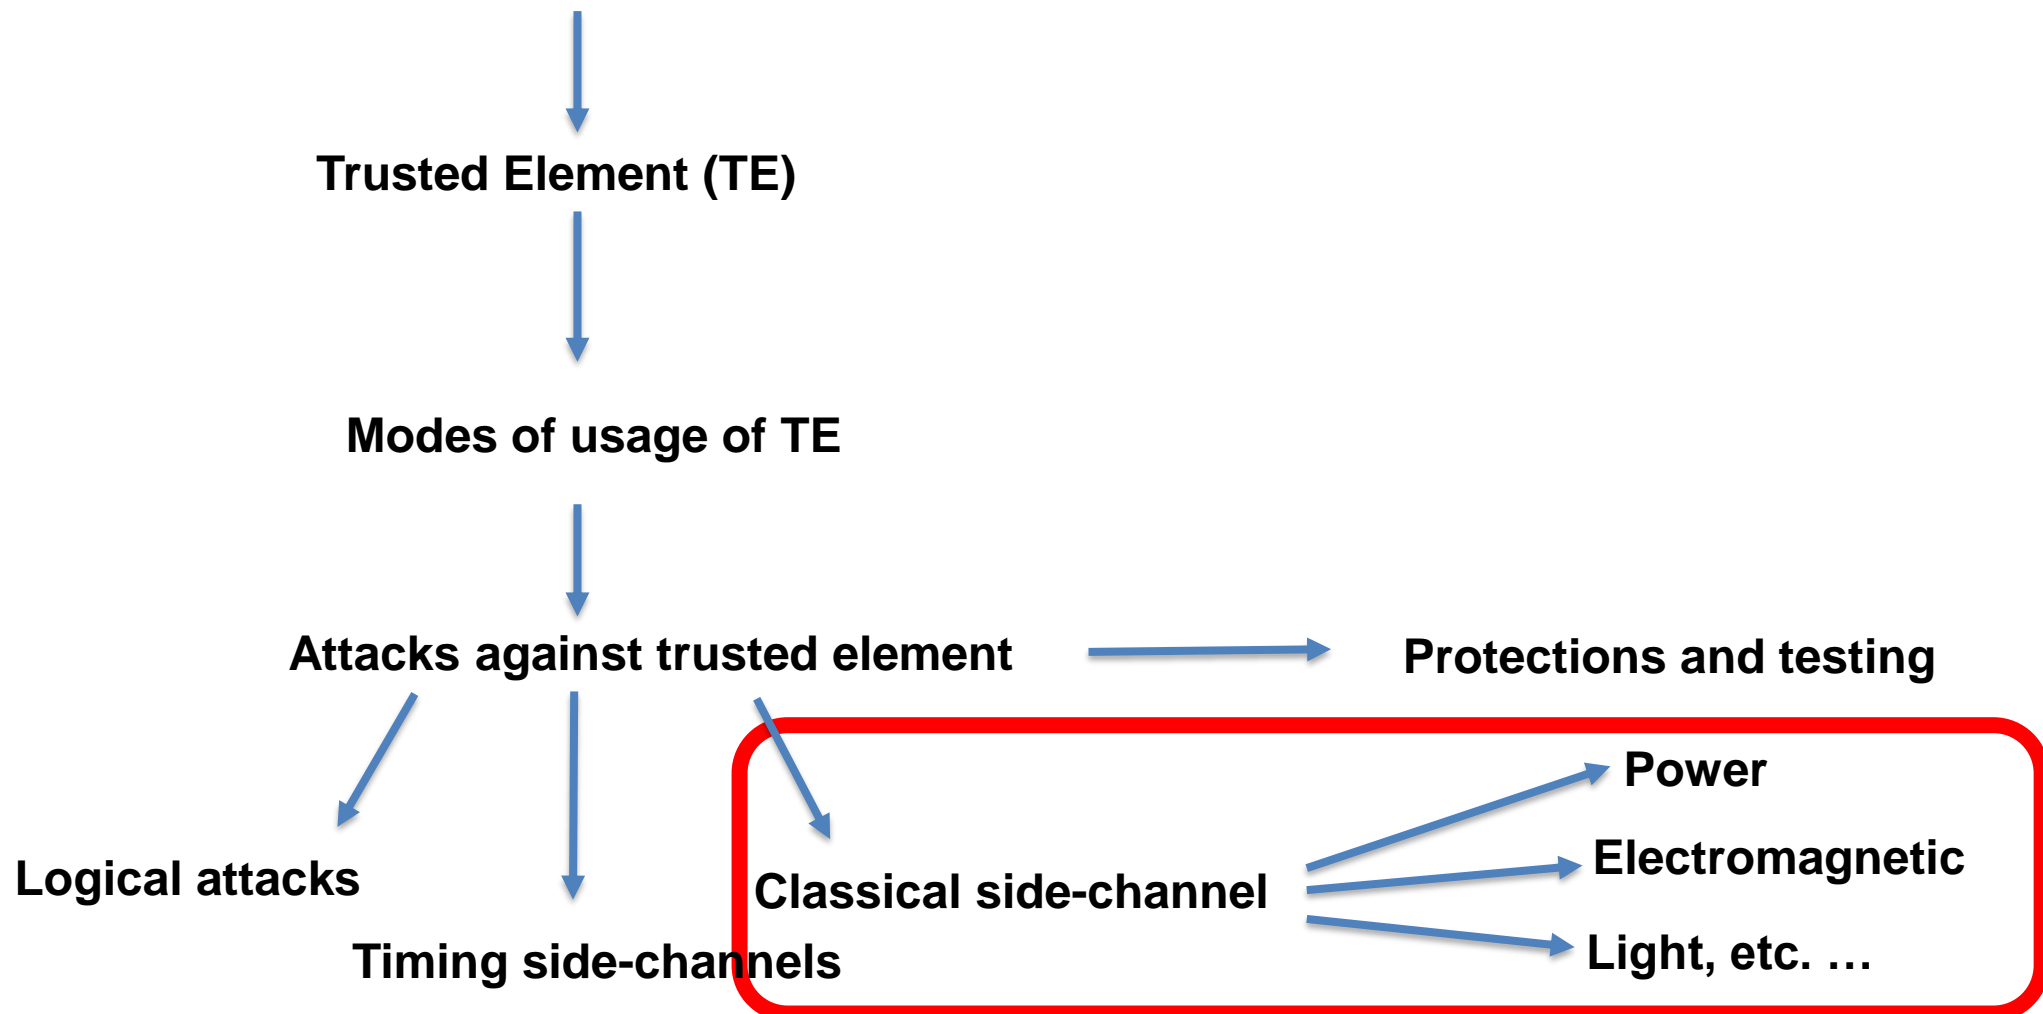 Trusted Element (TE)
Modes of usage of TE
Attacks against trusted element
Protections and testing
Power
Electromagnetic
Logical attacks
Classical side-channel
Light, etc. …
Timing side-channels